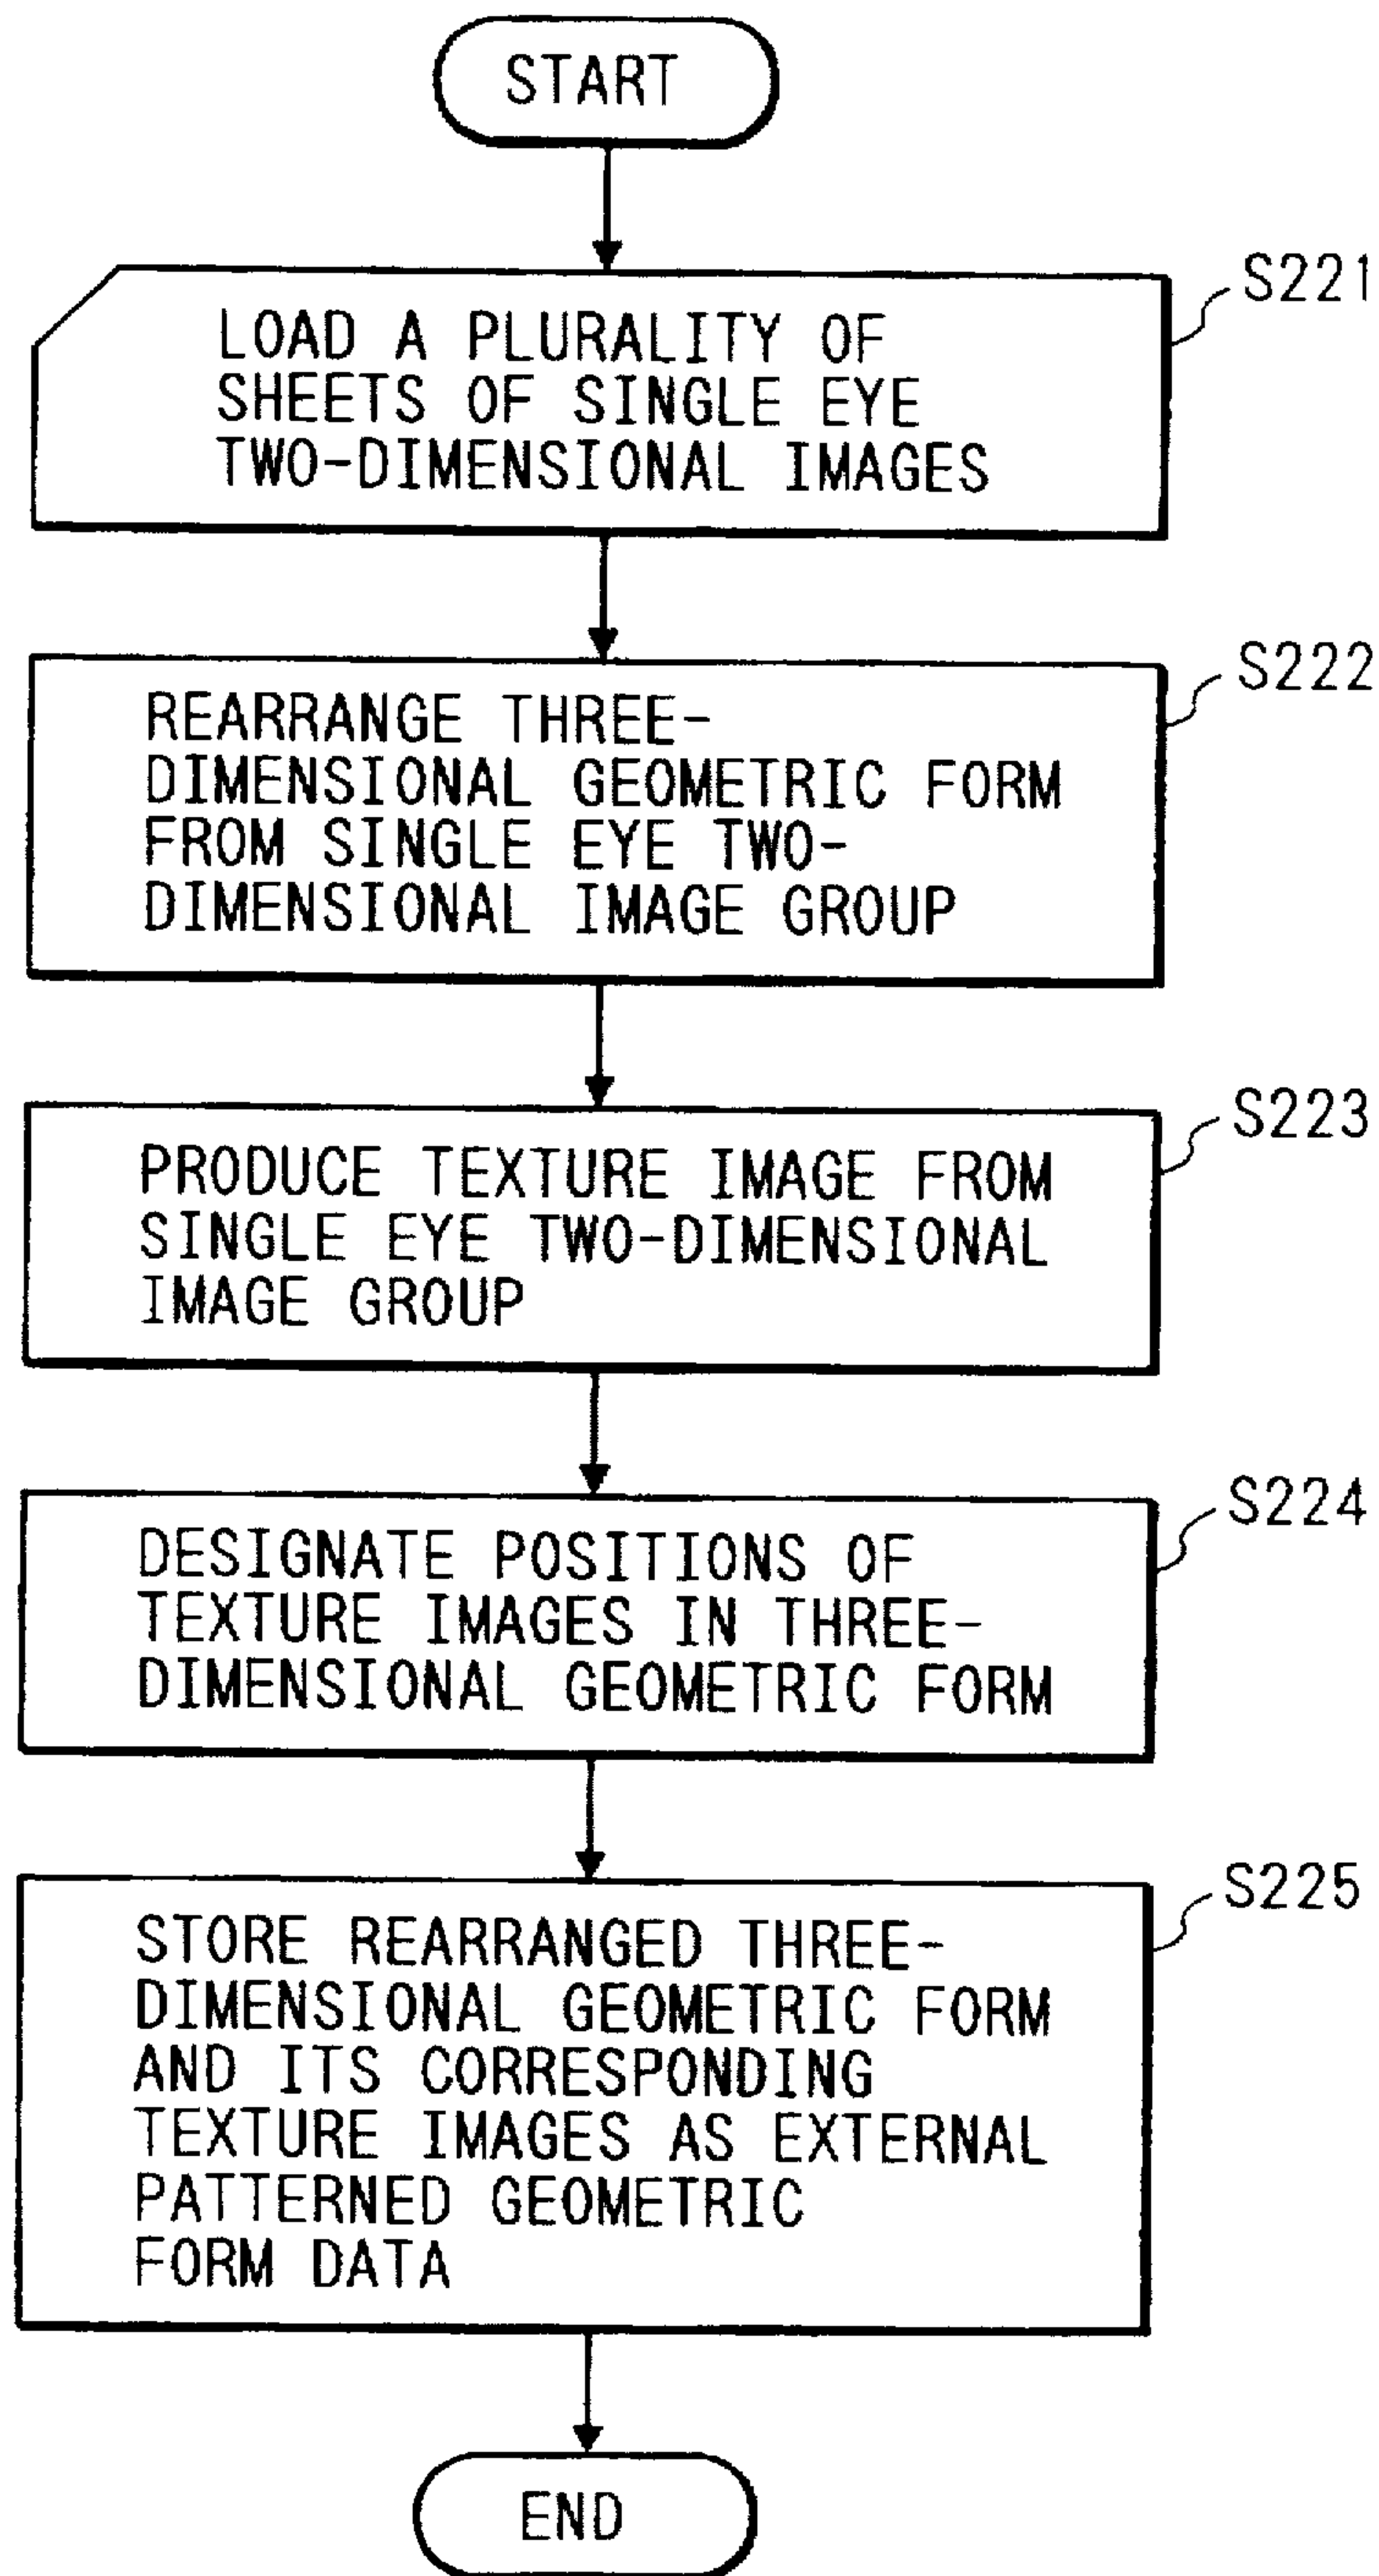 START
S221
LOAD A PLURALITY OF
SHEETS OF SINGLE EYE
TWO-DIMENSIONAL IMAGES
S222
REARRANGE THREE-
DIMENSIONAL GEOMETRIC FORM
FROM SINGLE EYE TWO-
DIMENSIONAL IMAGE GROUP
S223
PRODUCE TEXTURE IMAGE FROM
SINGLE EYE TWO-DIMENSIONAL
IMAGE GROUP
S224
DESIGNATE POSITIONS OF
TEXTURE IMAGES IN THREE-
DIMENSIONAL GEOMETRIC FORM
S225
STORE REARRANGED THREE-
DIMENSIONAL GEOMETRIC FORM
AND ITS CORRESPONDING
TEXTURE IMAGES AS EXTERNAL
PATTERNED GEOMETRIC
FORM DATA
END